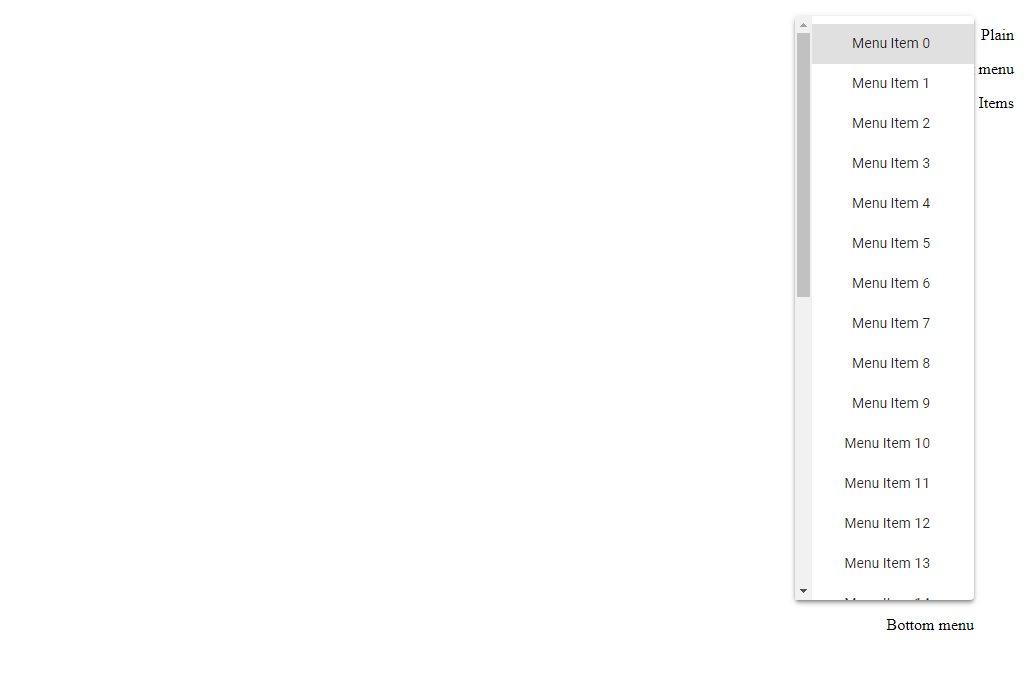 Menu Item 0
Menu Item 1
Menu Item 2
Menu Item 3
Menu Item 4
Menu Item 5
Menu Item 6
Menu Item 7
Menu Item 8
Menu Item 9
Menu Item 10
Menu Item 11
Menu Item 12
Menu Item 13
Plain
menu
Items
Bottom menu